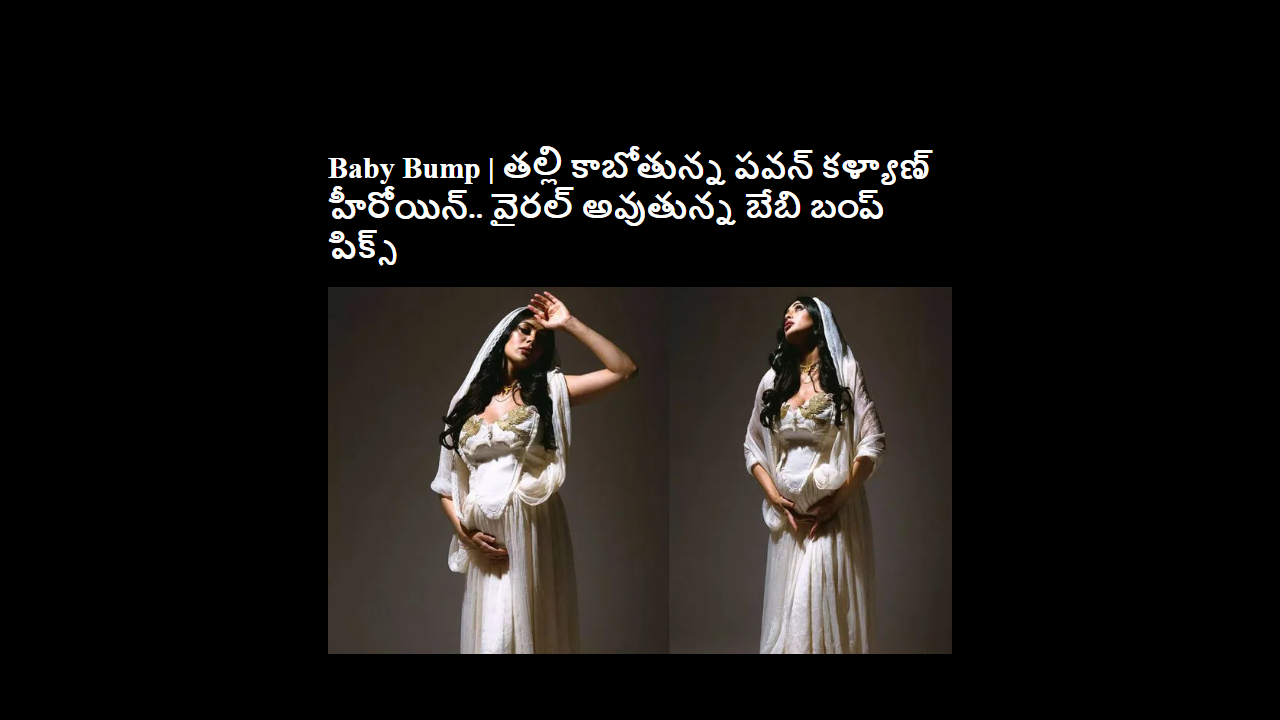 Baby Bump | తల్లి కాబోతున్న పవన్ కళ్యాణ్
హీరోయిన్.. వైరల్ అవుతున్న బేబి బంప్
పిక్స్